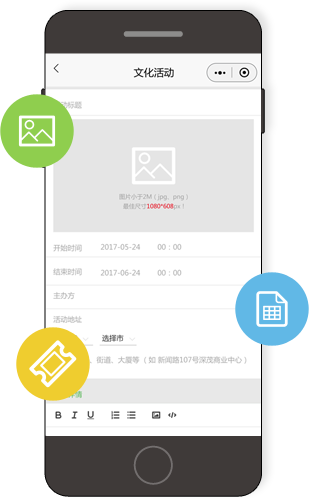 文化活动
动标题
图片小于2M（jpg、png）
最佳尺寸1080*608px！
开始时间 2017-05-24 00：00
结束时间 2017-06-24 00：00
主办方
活动地址
选择市
街道、大厦等（如 新闻路107号深茂商业中心）
情
B I U